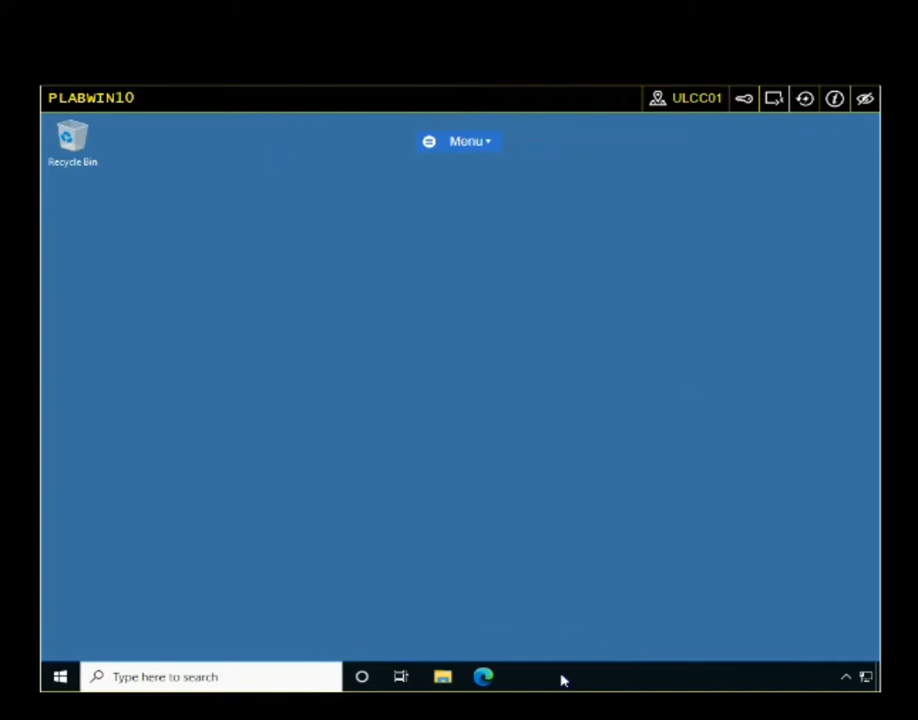 PLABWIN10
ULCC01
Menu
Recycle Bin
Type here to search